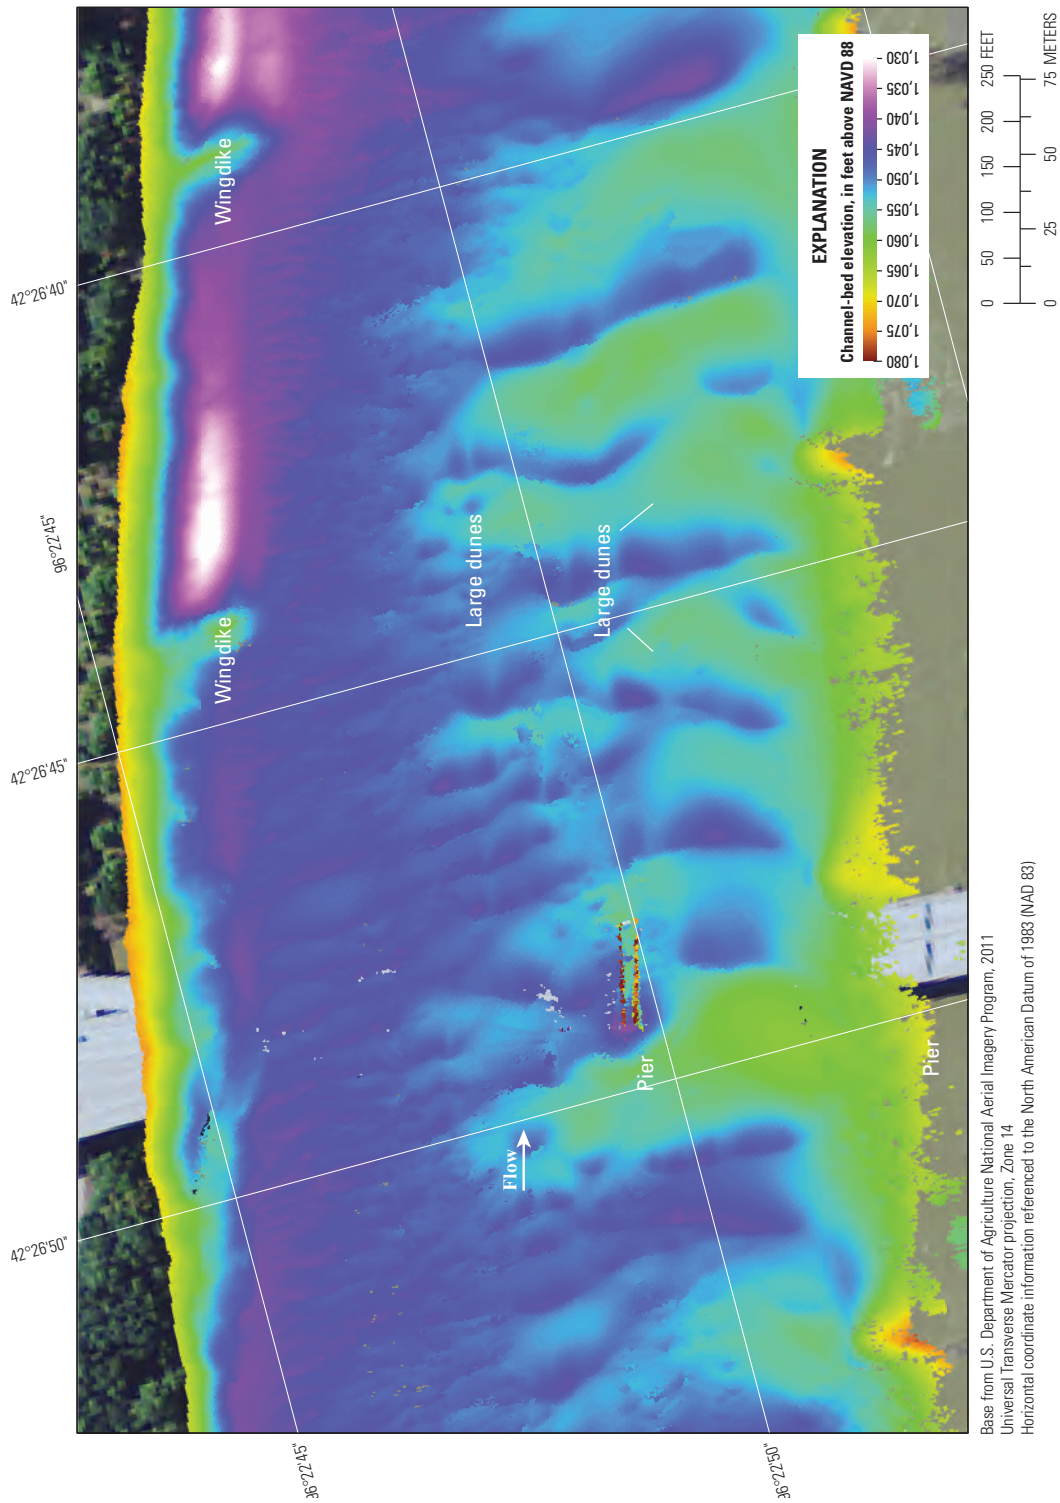 42°26'50"
42°26'45"
42°26'40"
96°22'45"
96°22'45"
96°22'50"
Wingdike
Wingdike
Large dunes
Large dunes
Flow
Pier
Pier
EXPLANATION
Channel-bed elevation, in feet above NAVD 88
1,080
1,075
1,070
1,065
1,060
1,055
1,050
1,045
1,040
1,035
1,030
0 50 100 150 200 250 FEET
0 25 50 75 METERS
Base from U.S. Department of Agriculture National Aerial Imagery Program, 2011
Universal Transverse Mercator projection, Zone 14
Horizontal coordinate information referenced to the North American Datum of 1983 (NAD 83)